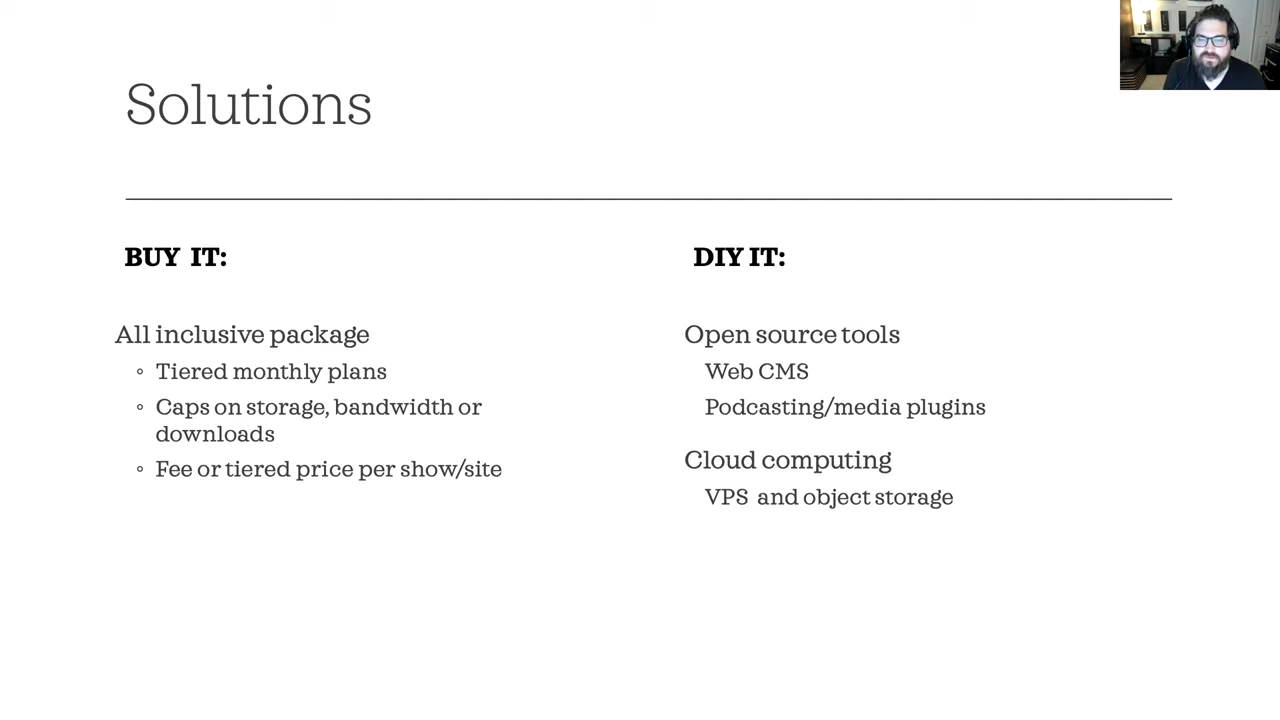 Solutions
BUY IT:
All inclusive package
Tiered monthly plans
Caps on storage, bandwidth or
downloads
Fee or tiered price per show/site
DIY IT:
Open source tools
Web CMS
Podcasting/media plugins
Cloud computing
VPS and object storage